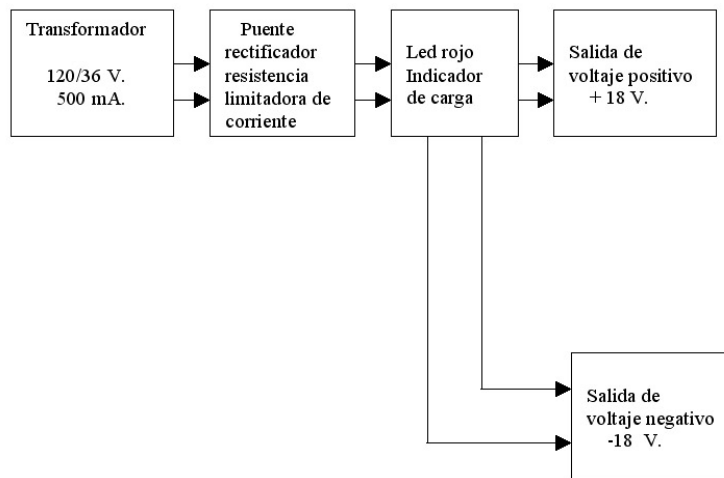 Transformador
120/36 V.
500 mA.
Puente
rectificador
resistencia
limitadora de
corriente
Led rojo
Indicador
de carga
Salida de
voltaje positivo
+ 18 V.
Salida de
voltaje negativo
-18 V.